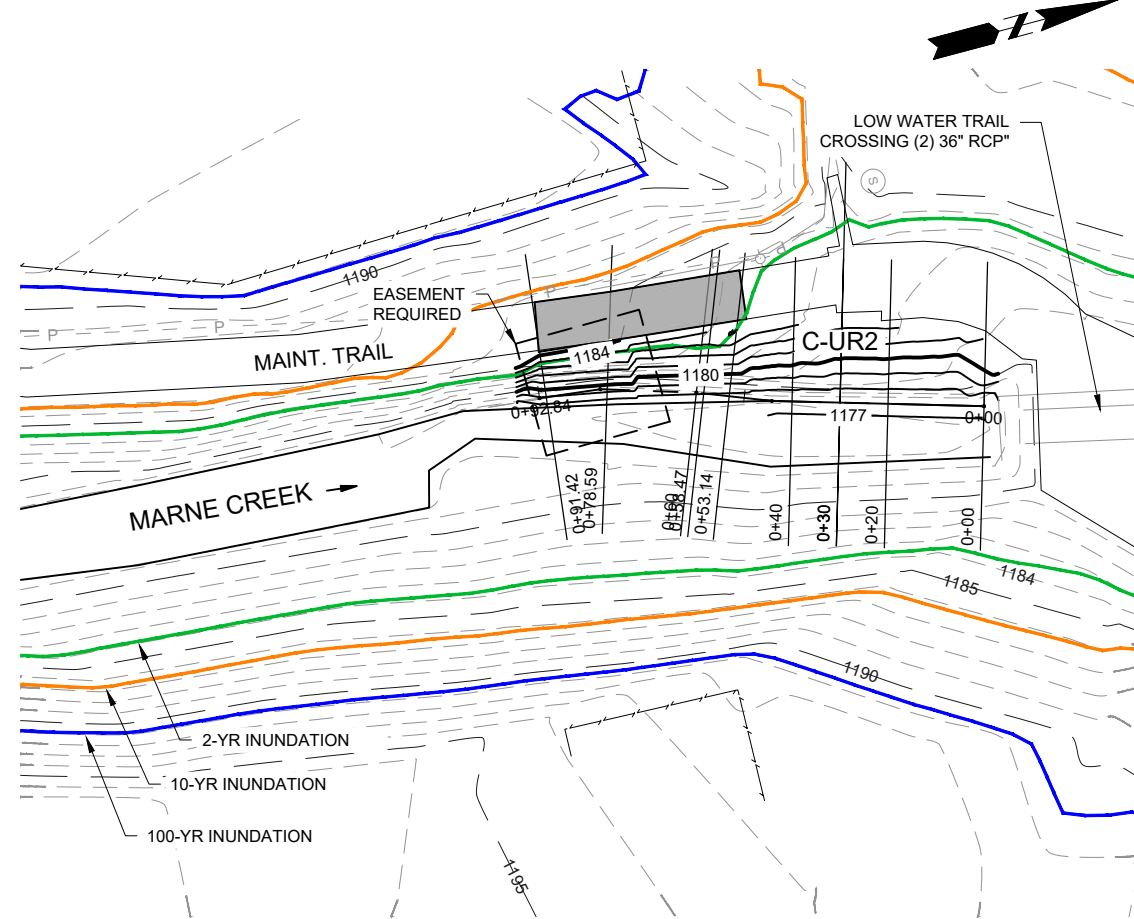 LOW WATER TRAIL
CROSSING (2) 36" RCP"
S
1190
P
EASEMENT
REQUIRED
P
P
MAINT. TRAIL
1184
C-UR2
1180
0+92.84
1177
0+00
MARNE CREEK
0+91.42
0+78.59
0+60
0+58.47
0+53.14
0+40
0+30
0+20
0+00
1184
1185
1190
2-YR INUNDATION
10-YR INUNDATION
100-YR INUNDATION
1195